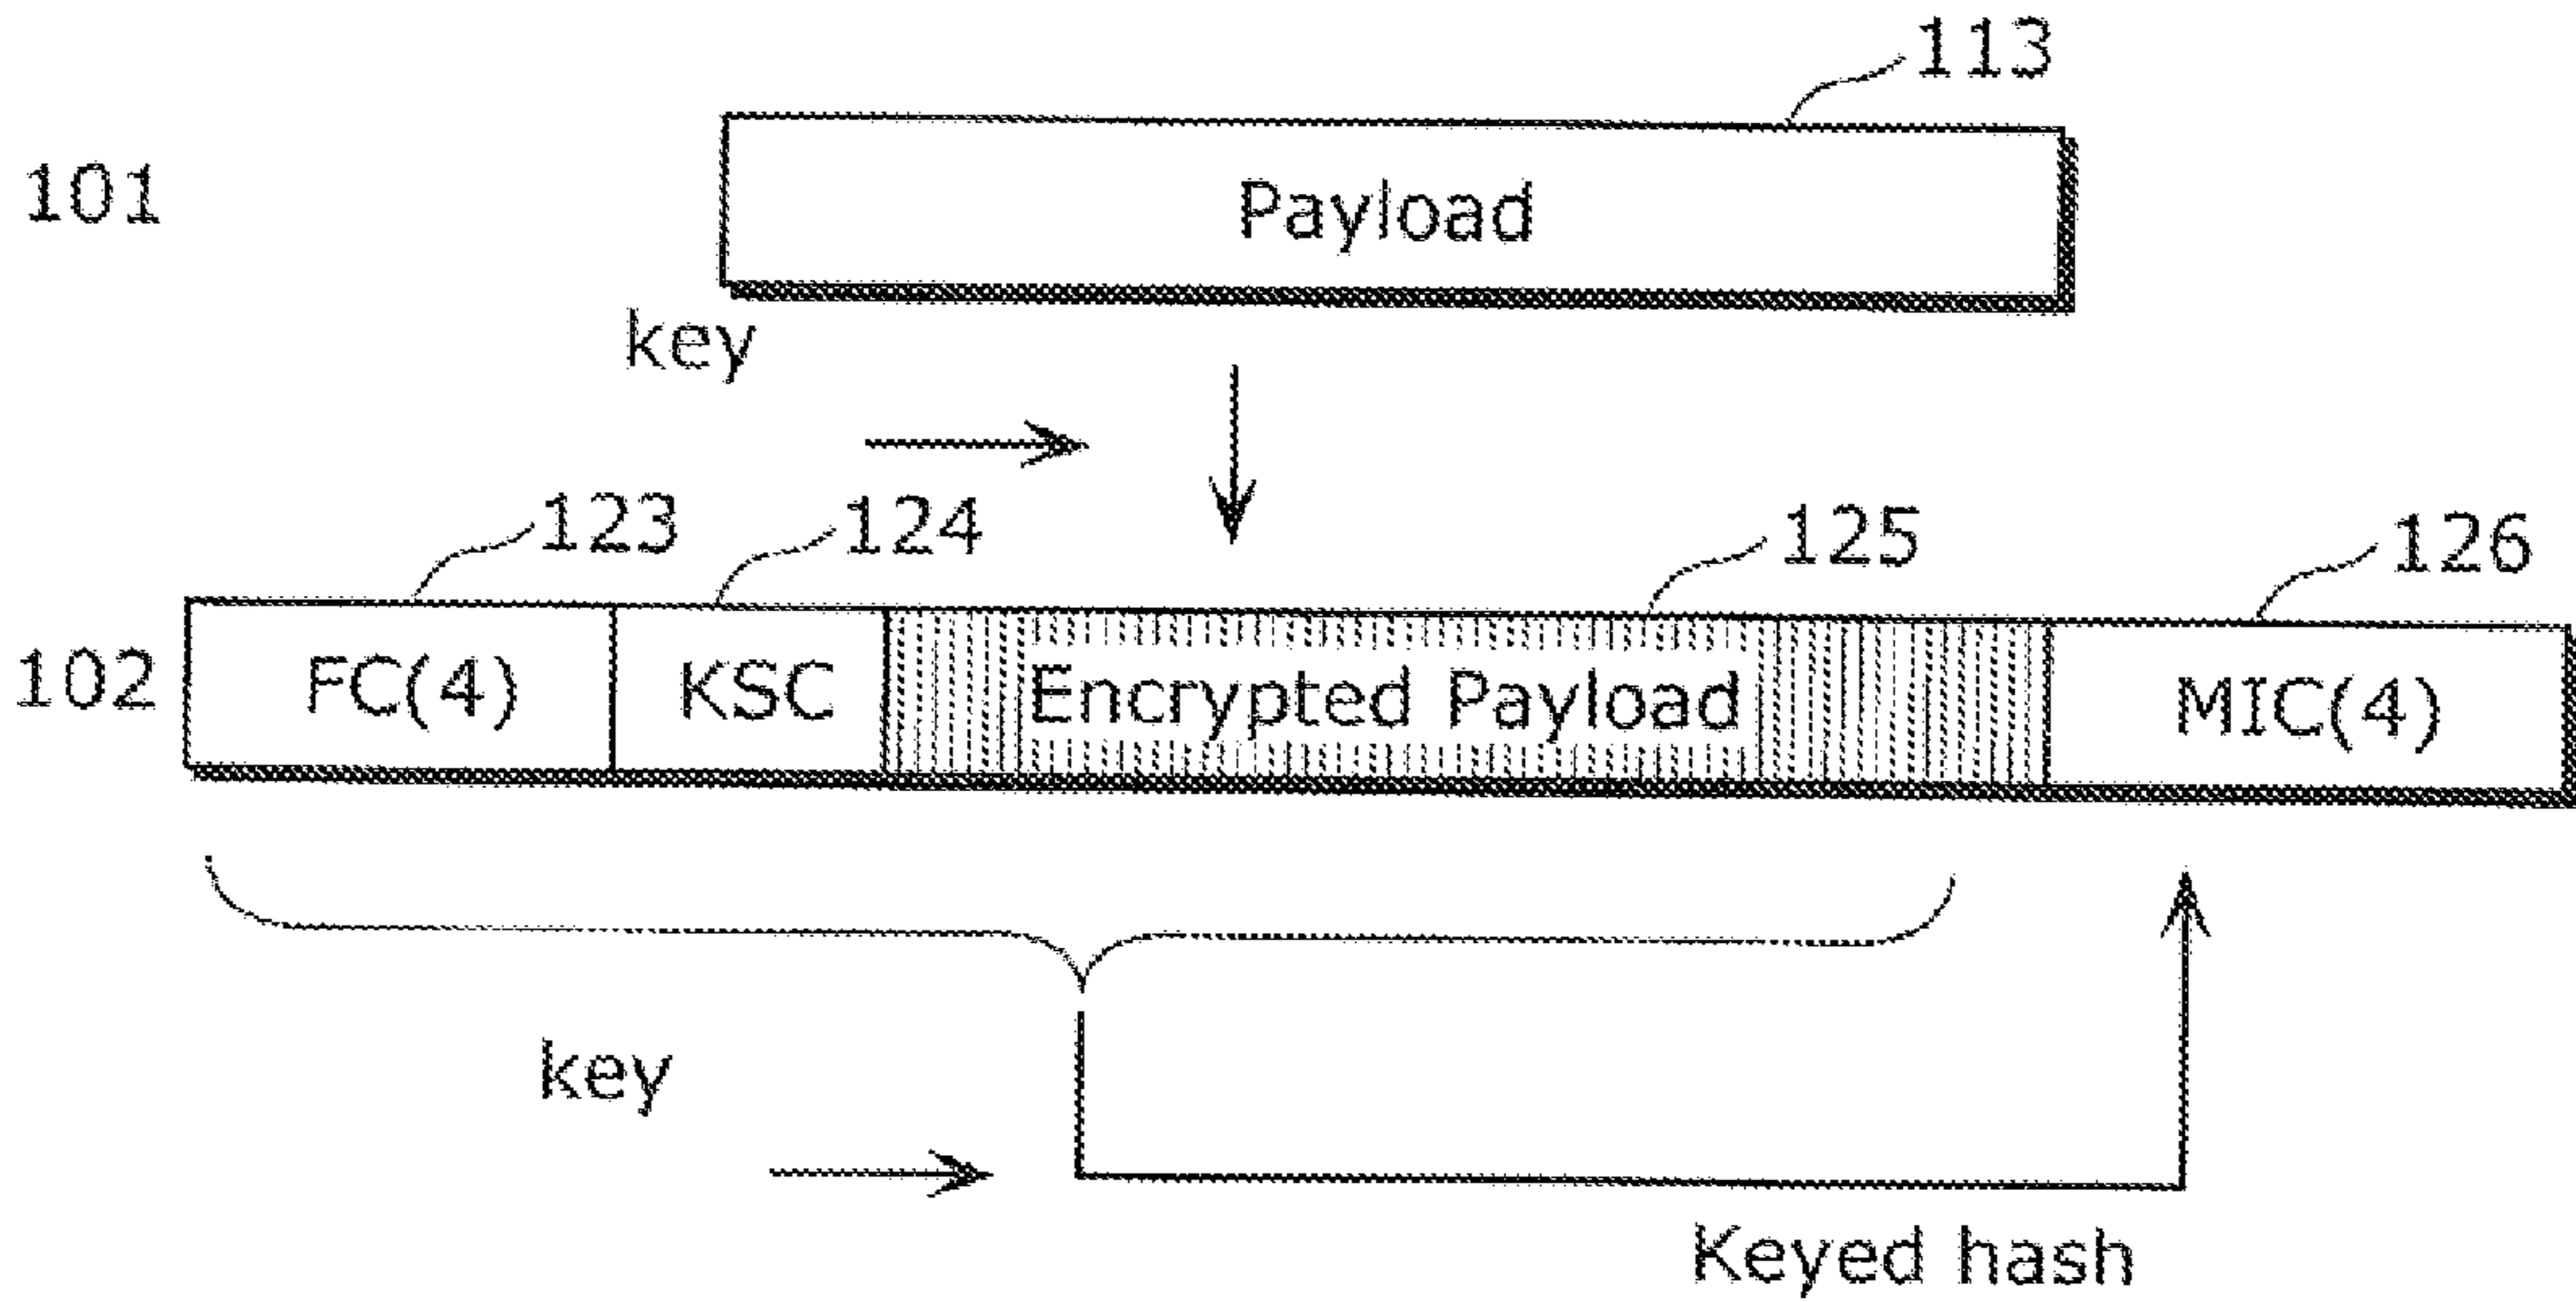 113
101
Payload
key
123
124
125
126
102
FC(4)
KSC
Encrypted Payload
MIC(4)
key
Keyed hash